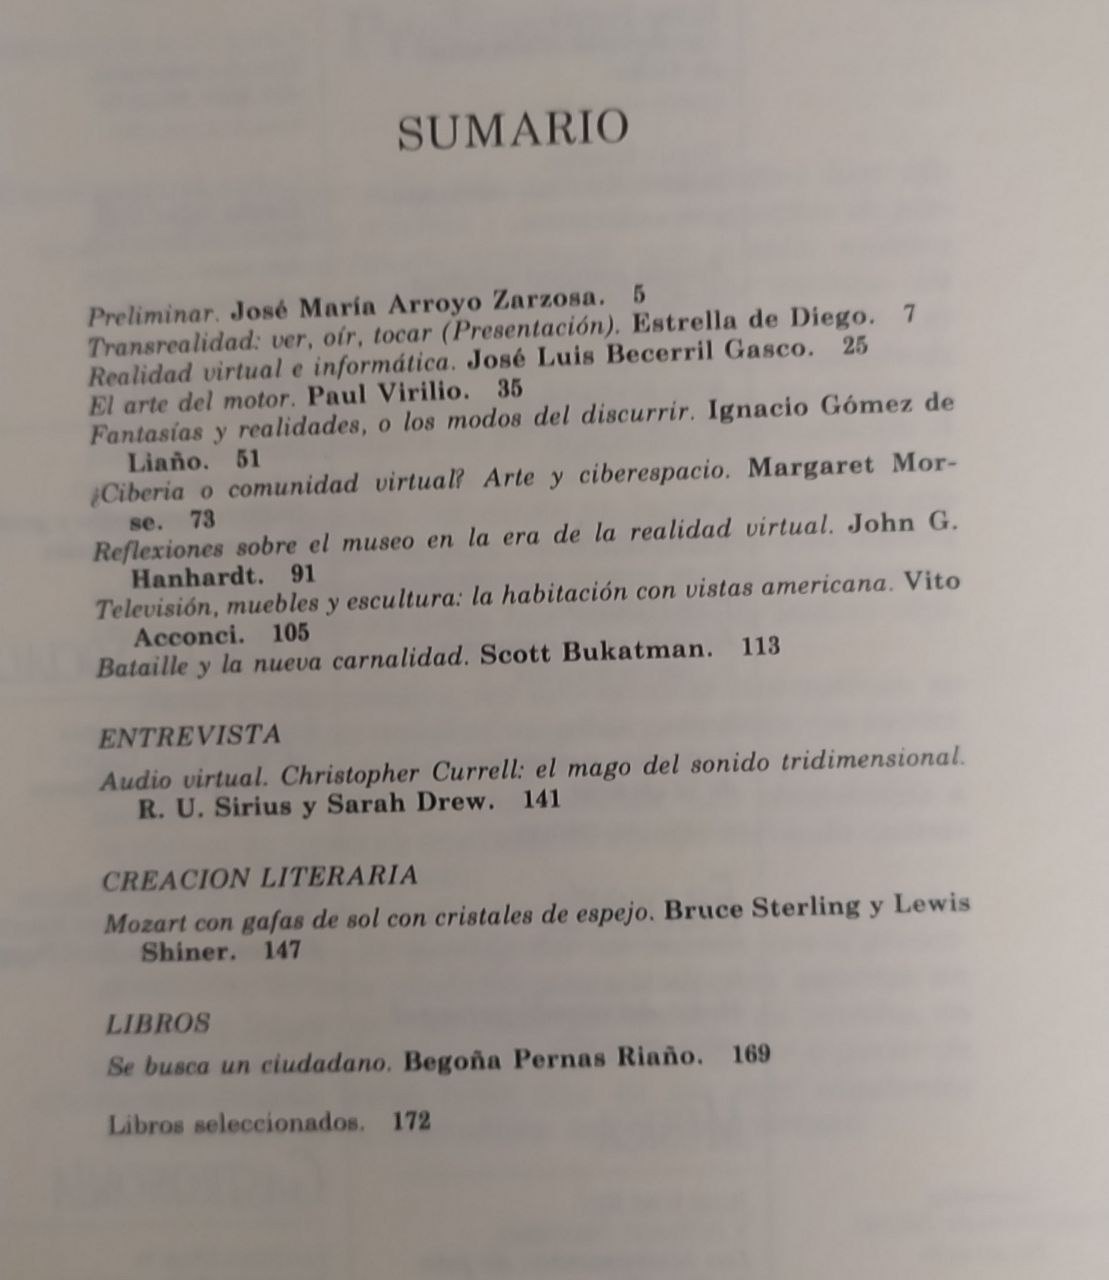 SUMARIO
Preliminar. José María Arroyo Zarzosa. 5
Transrealidad: ver, oír, tocar (Presentación). Estrella de Diego. 7
Realidad virtual e informática. José Luis Becerril Gasco. 25
El arte del motor. Paul Virilio. 35
Fantasías y realidades, o los modos del discurrir. Ignacio Gómez de
Liaño. 51
¿Ciberia o comunidad virtual? Arte y ciberespacio. Margaret Mor-
se. 73
Reflexiones sobre el museo en la era de la realidad virtual. John G.
Hanhardt. 91
Televisión, muebles y escultura: la habitación con vistas americana. Vito
Acconci. 105
Bataille y la nueva carnalidad. Scott Bukatman. 113
ENTREVISTA
Audio virtual. Christopher Currell: el mago del sonido tridimensional.
R. U. Sirius y Sarah Drew. 141
CREACION LITERARIA
Mozart con gafas de sol con cristales de espejo. Bruce Sterling y Lewis
Shiner. 147
LIBROS
Se busca un ciudadano. Begoña Pernas Riaño. 169
Libros seleccionados. 172